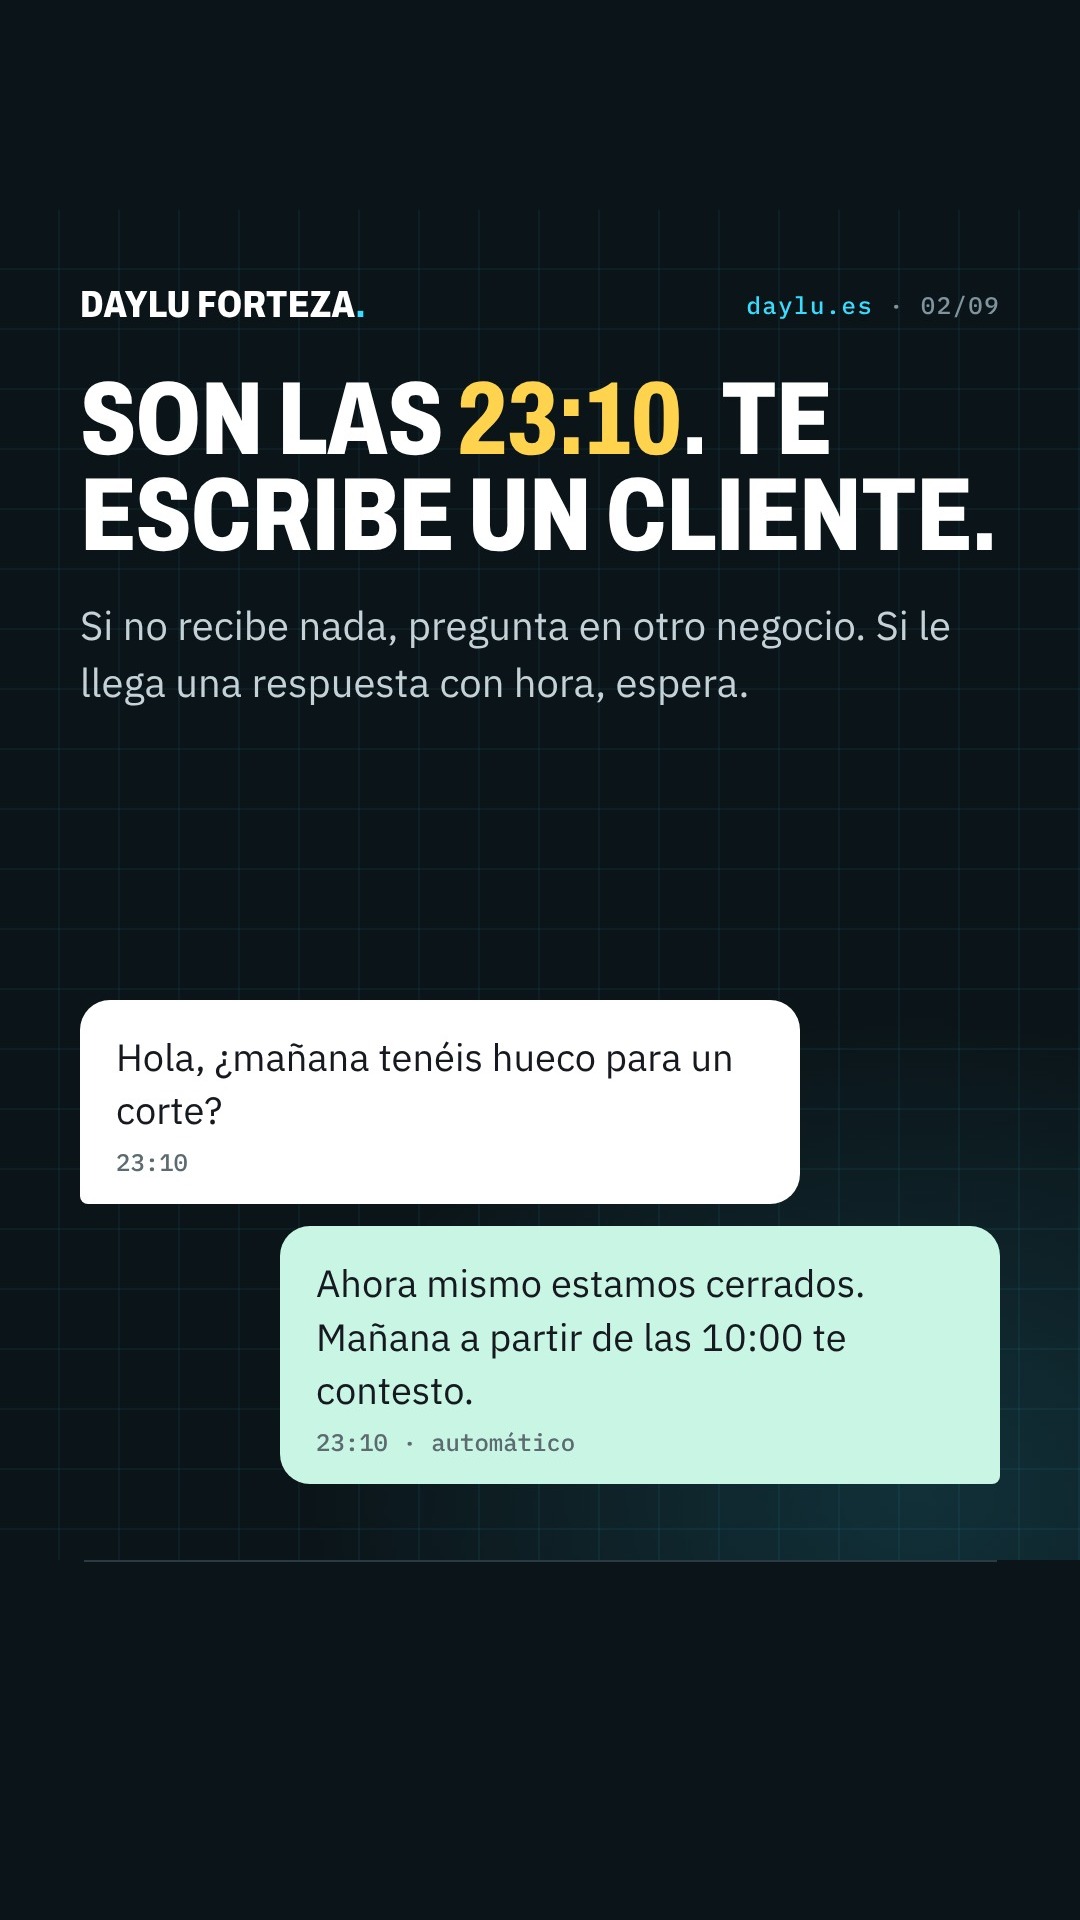 DAYLU FORTEZA.
daylu.es · 02/09
SON LAS 23:10. TE
ESCRIBE UN CLIENTE.
Si no recibe nada, pregunta en otro negocio. Si le
llega una respuesta con hora, espera.
Hola, ¿mañana tenéis hueco para un
corte?
23:10
Ahora mismo estamos cerrados.
Mañana a partir de las 10:00 te
contesto.
23:10 · automático